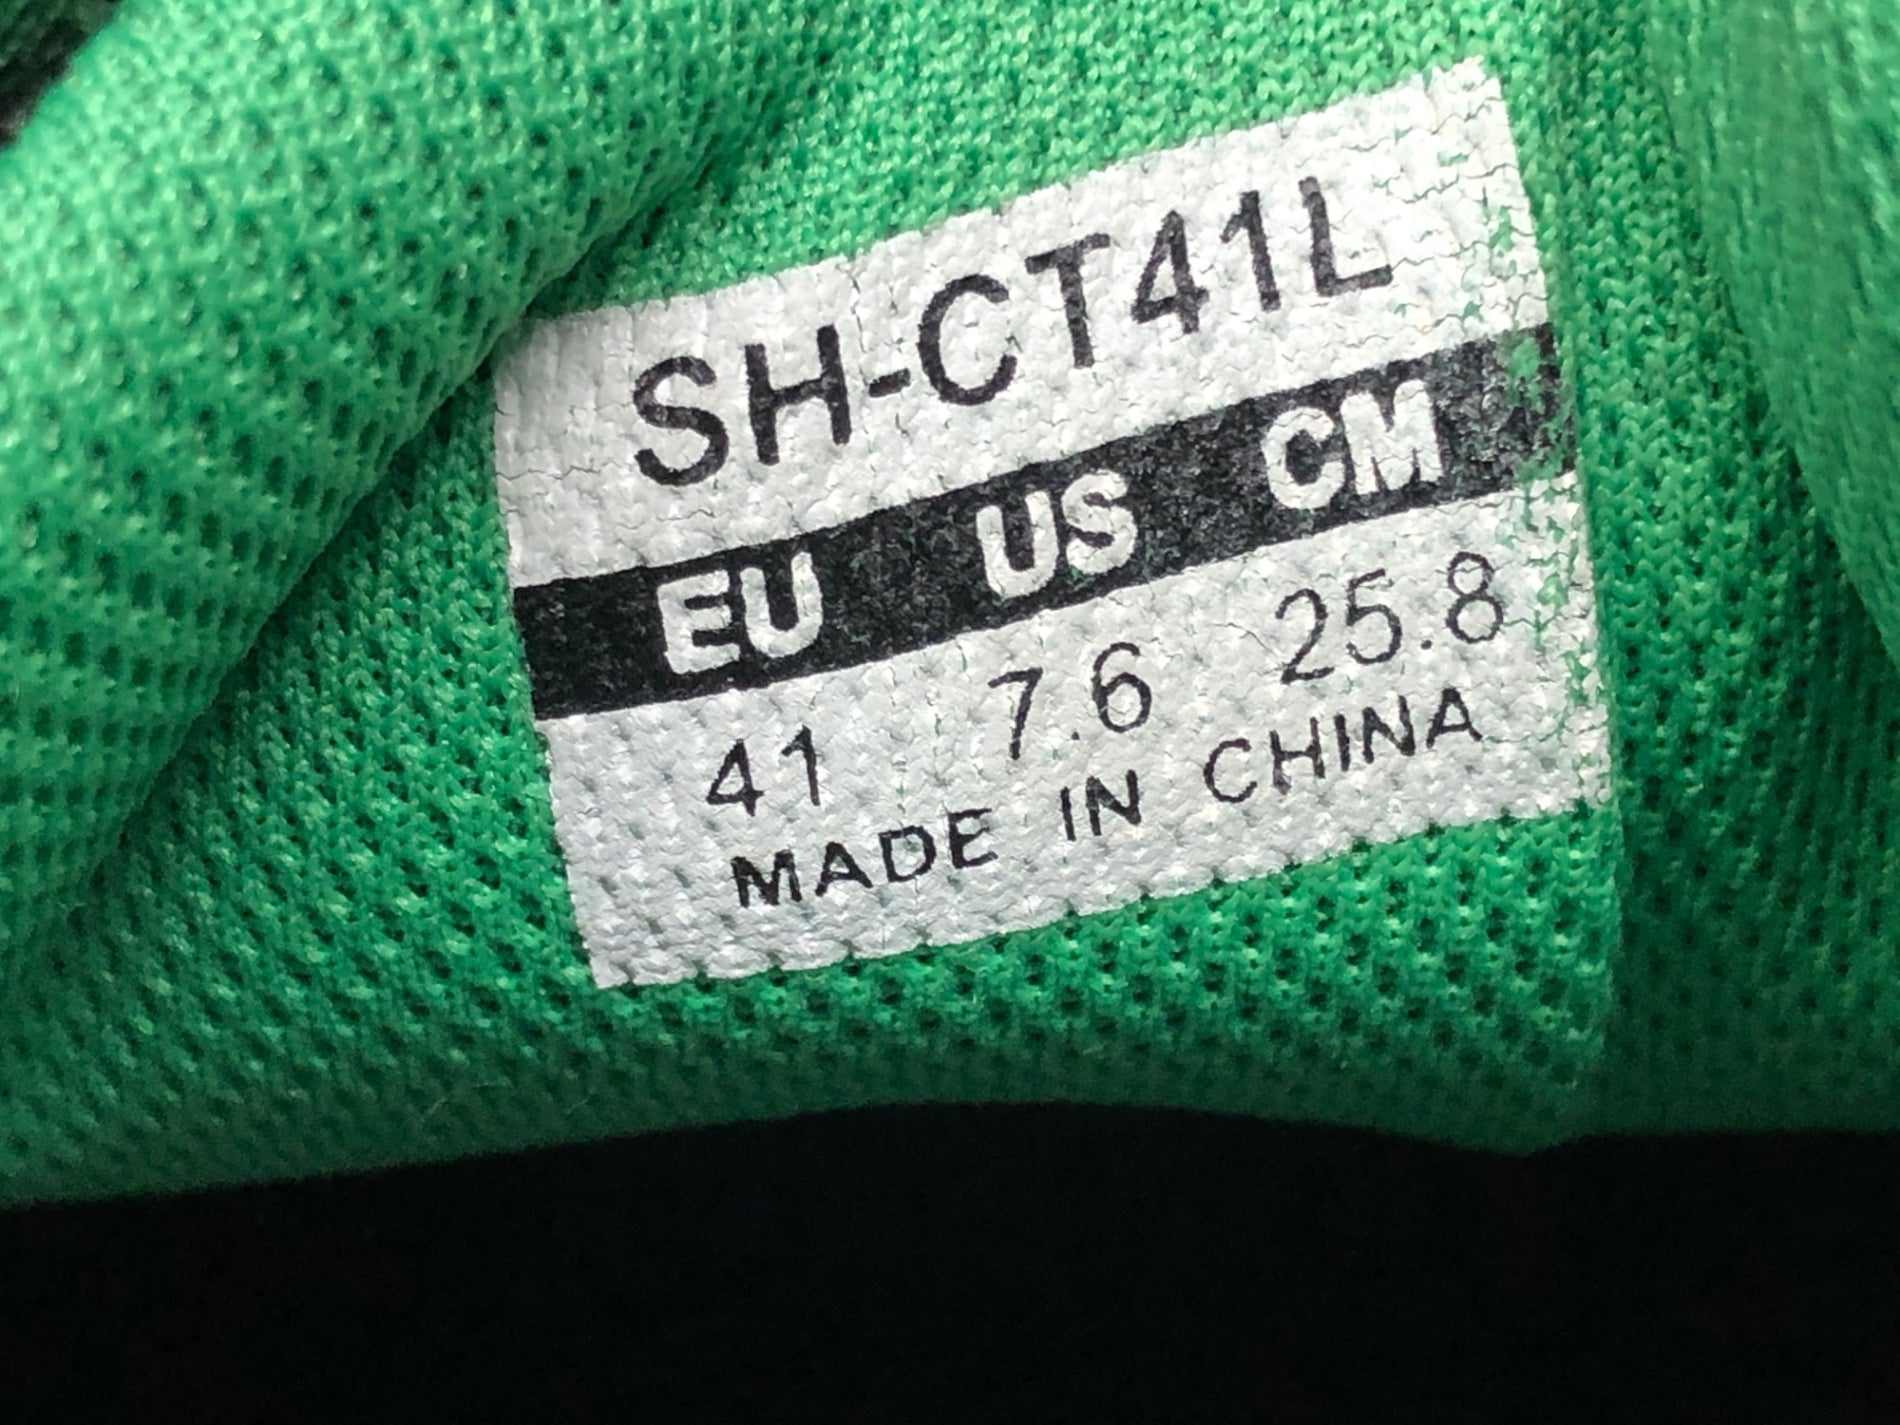 SH-CT41L
EU US CM
41 7.6 25.8
MADE IN CHINA